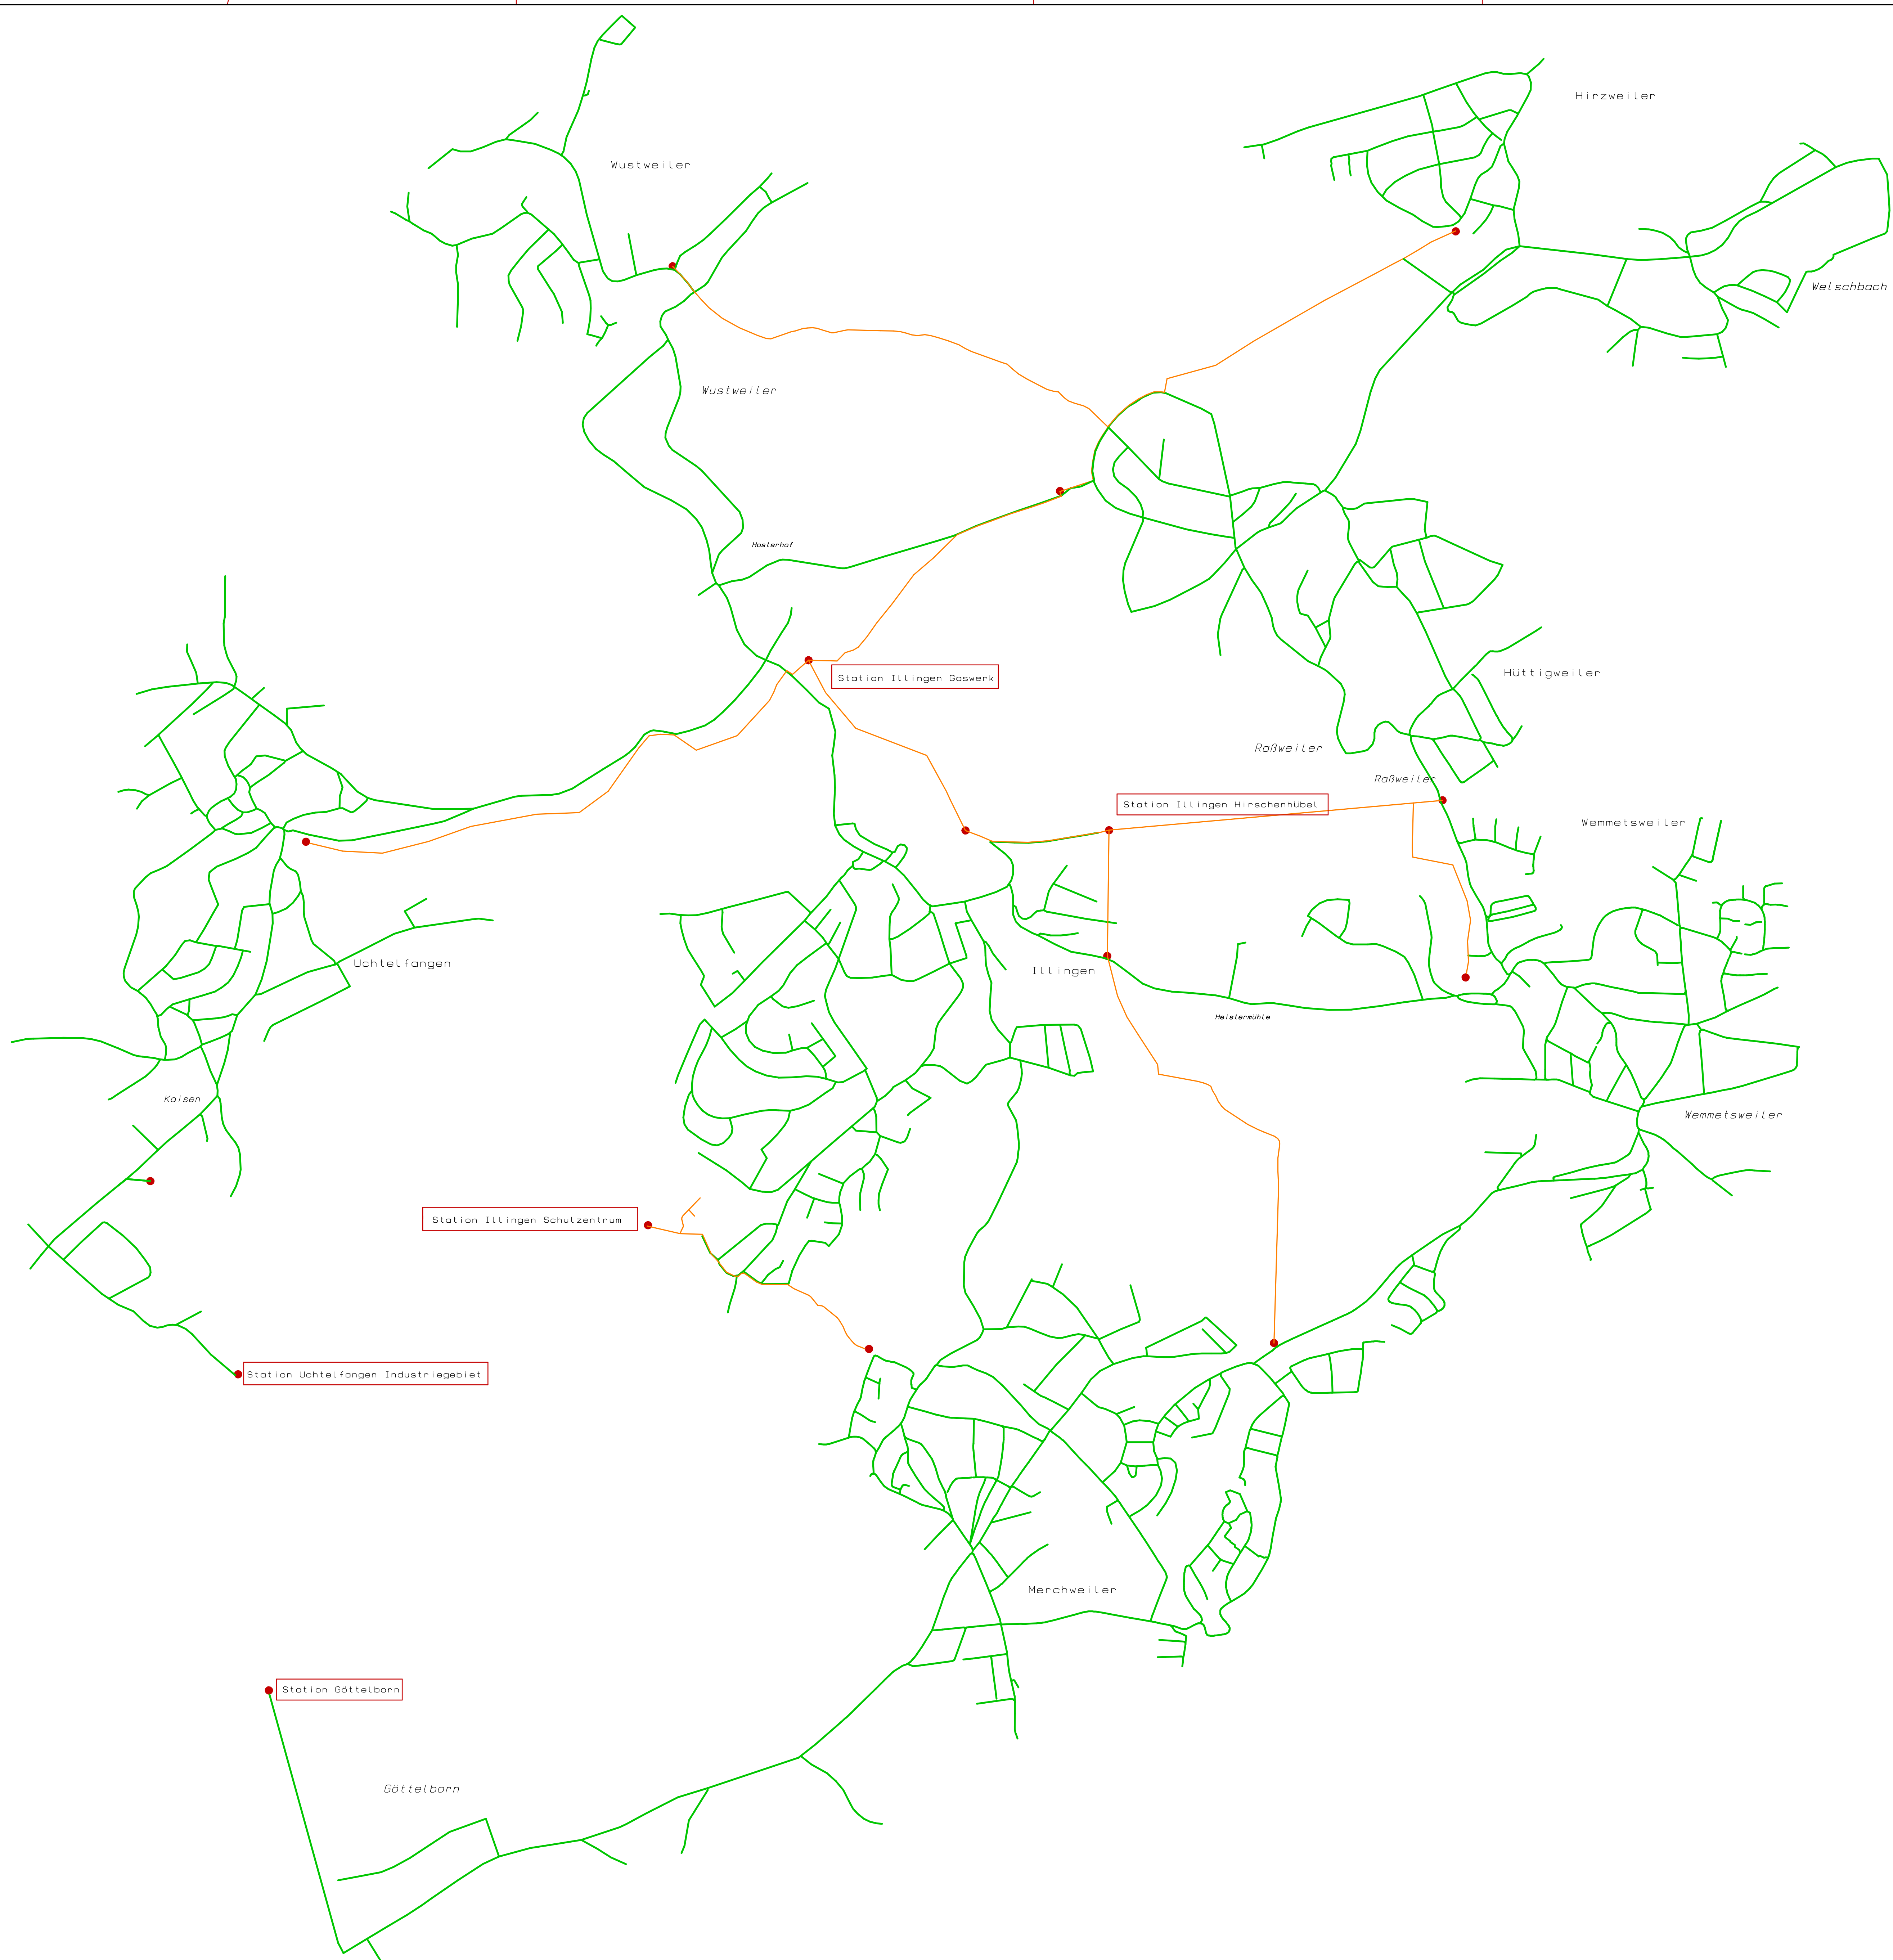 Hirzweiler
Wustweiler
Welschbach
Wustweiler
Hosterhof
Hüttigweiler
Station Illingen Gaswerk
Raßweiler
Raßweiler
Station Illingen Hirschenhübel
Wemmetsweiler
Uchtelfangen
Illingen
Heistermühle
Kaisen
Wemmetsweiler
Station Illingen Schulzentrum
Station Uchtelfangen Industriegebiet
Merchweiler
Station Göttelborn
Göttelborn